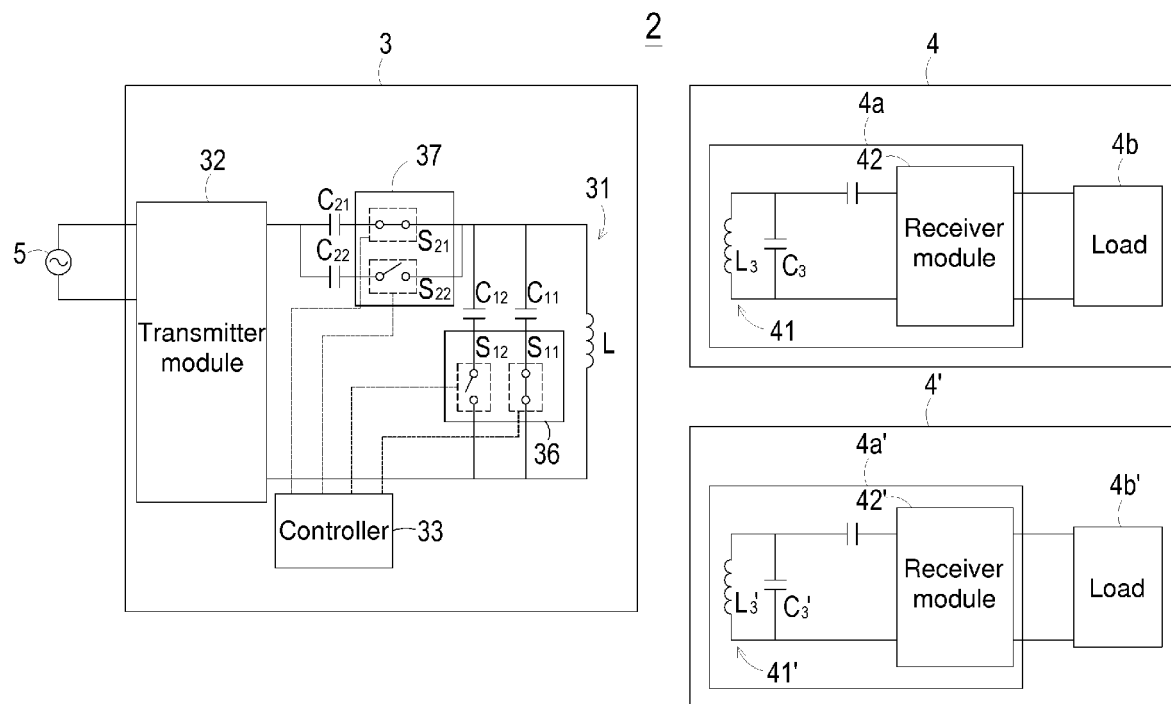 2
3
32
37
31
C21
C22
S21
S22
5
C12
C11
Transmitter
module
S12
S11
L
36
Controller
33
4
4a
42
4b
Receiver
module
Load
L3
C3
41
4'
4a'
42'
4b'
Receiver
module
Load
L3'
C3'
41'